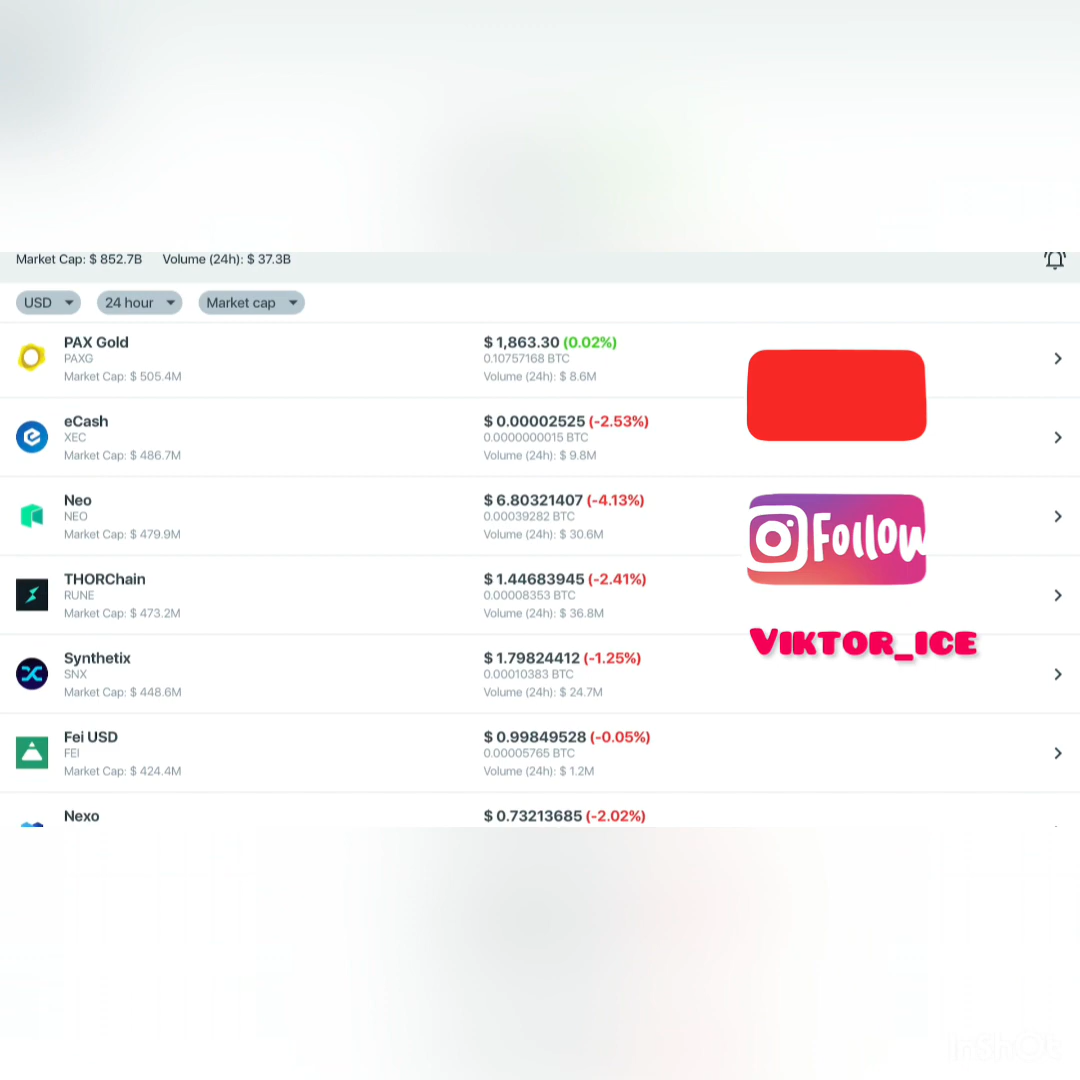 Market Cap: $ 852.7B Volume (24h): $ 37.3B
USD 24 hour Market cap
PAX Gold $ 1,863.30 (0.02%)
PAXG 0.10757168 BTC
Market Cap: $ 505.4M Volume (24h): $ 8.6M
eCash $ 0.00002525 (-2.53%)
XEC 0.0000000015 BTC
Market Cap: $ 486.7M Volume (24h): $ 9.8M
Neo $ 6.80321407 (-4.13%)
NEO 0.00039282 BTC
Market Cap: $ 479.9M Volume (24h): $ 30.6M
Follow
THORChain $ 1.44683945 (-2.41%)
RUNE 0.00008353 BTC
Market Cap: $ 473.2M Volume (24h): $ 36.8M
Viktor_ice
Synthetix $ 1.79824412 (-1.25%)
SNX 0.00010383 BTC
Market Cap: $ 448.6M Volume (24h): $ 24.7M
Fei USD $ 0.99849528 (-0.05%)
FEI 0.00005765 BTC
Market Cap: $ 424.4M Volume (24h): $ 1.2M
Nexo $ 0.73213685 (-2.02%)
InShOt